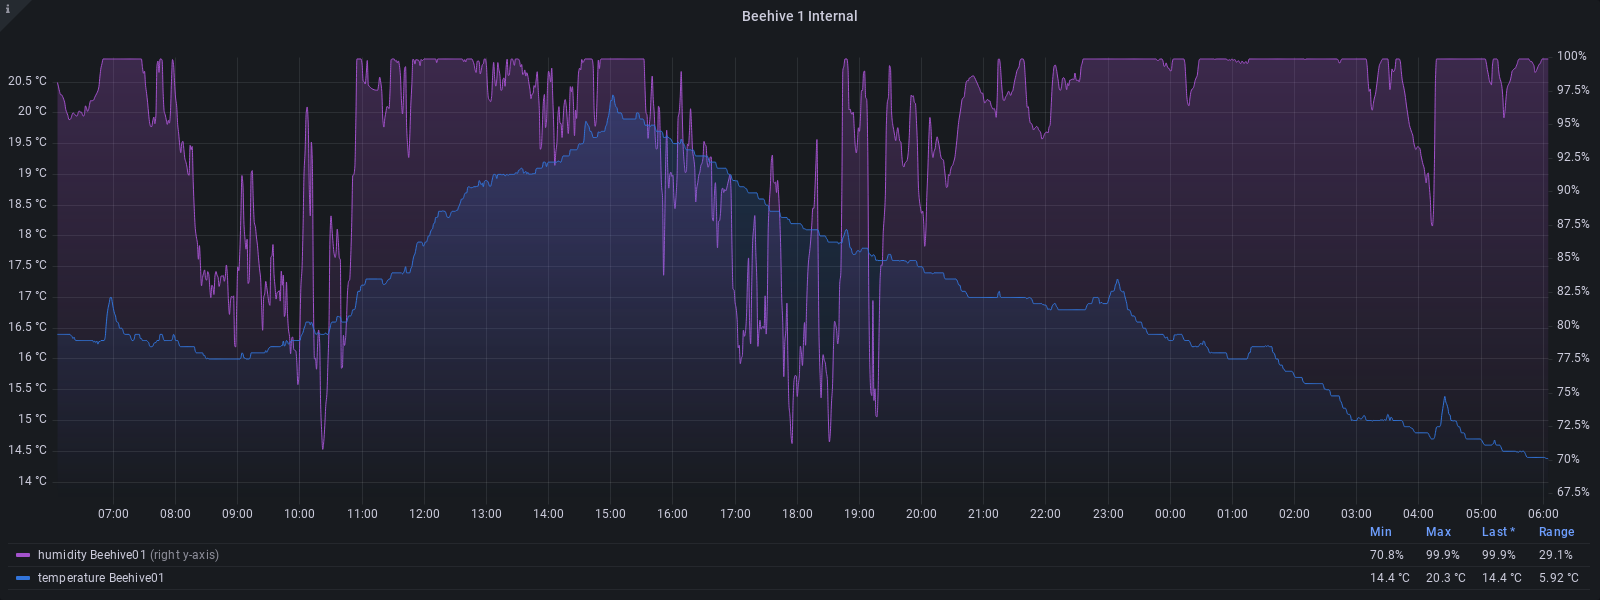 i
Beehive 1 Internal
20.5 °C
20 °C
19.5 °C
19 °C
18.5 °C
18 °C
17.5 °C
17 °C
16.5 °C
16 °C
15.5 °C
15 °C
14.5 °C
14 °C
100%
97.5%
95%
92.5%
90%
87.5%
85%
82.5%
80%
77.5%
75%
72.5%
70%
67.5%
07:00 08:00 09:00 10:00 11:00 12:00 13:00 14:00 15:00 16:00 17:00 18:00 19:00 20:00 21:00 22:00 23:00 00:00 01:00 02:00 03:00 04:00 05:00 06:00
Min Max Last * Range
humidity Beehive01 (right y-axis) 70.8% 99.9% 99.9% 29.1%
temperature Beehive01 14.4 °C 20.3 °C 14.4 °C 5.92 °C